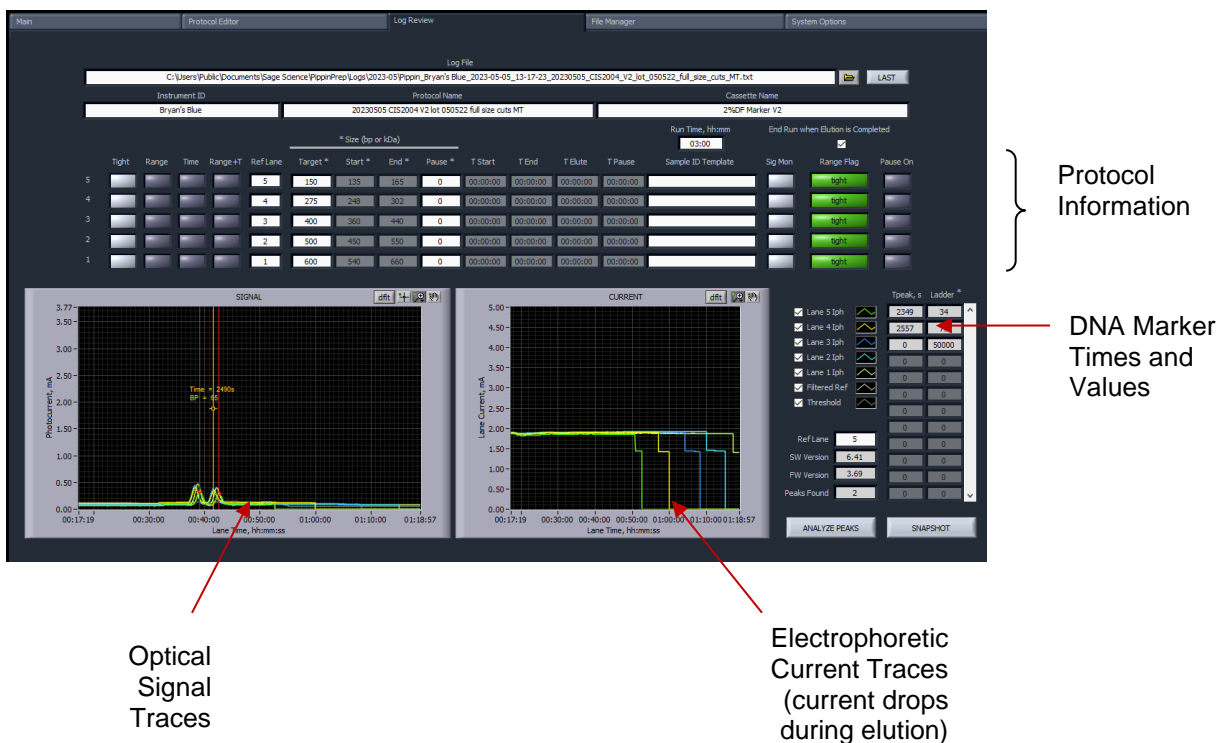 Main Protocol Editor Log Review File Manager System Options
Log File
C:\Users\Public\Documents\Sage Science\PippinPrep\Logs\2023-05\Pippin_Bryan's Blue_2023-05-05_13-17-23_20230505_CIS2004_V2_lot_050522_full_size_cuts_MT.txt LAST
Instrument ID Protocol Name Cassette Name
Bryan's Blue 20230505 CIS2004 V2 lot 050522 full size cuts MT 2%DF Marker V2
Run Time, hh:mm End Run when Elution is Completed
* Size (bp or kDa) 03:00
Tight Range Time Range+T Ref Lane Target * Start * End * Pause * T Start T End T Elute T Pause Sample ID Template Sig Mon Range Flag Pause On
5 5 150 135 165 0 00:00:00 00:00:00 00:00:00 00:00:00 tight
4 4 275 248 302 0 00:00:00 00:00:00 00:00:00 00:00:00 tight
3 3 400 360 440 0 00:00:00 00:00:00 00:00:00 00:00:00 tight
2 2 500 450 550 0 00:00:00 00:00:00 00:00:00 00:00:00 tight
1 1 600 540 660 0 00:00:00 00:00:00 00:00:00 00:00:00 tight
Protocol
Information
SIGNAL dflt
3.77
3.50
3.00
2.50
2.00
1.50
1.00
0.50
0.00
Photocurrent, mA
Time = 2490s
BP = 65
00:17:19 00:30:00 00:40:00 00:50:00 01:00:00 01:10:00 01:18:57
Lane Time, hh:mm:ss
CURRENT dflt
5.00
4.50
4.00
3.50
3.00
2.50
2.00
1.50
1.00
0.50
0.00
Lane Current, mA
00:17:19 00:30:00 00:40:00 00:50:00 01:00:00 01:10:00 01:18:57
Lane Time, hh:mm:ss
Tpeak, s Ladder *
Lane 5 Iph 2349 34
Lane 4 Iph 2557
Lane 3 Iph 0 50000
Lane 2 Iph 0 0
Lane 1 Iph 0 0
Filtered Ref 0 0
Threshold 0 0
0 0
Ref Lane 5 0 0
SW Version 6.41 0 0
FW Version 3.69 0 0
Peaks Found 2 0 0
ANALYZE PEAKS SNAPSHOT
DNA Marker
Times and
Values
Optical
Signal
Traces
Electrophoretic
Current Traces
(current drops
during elution)